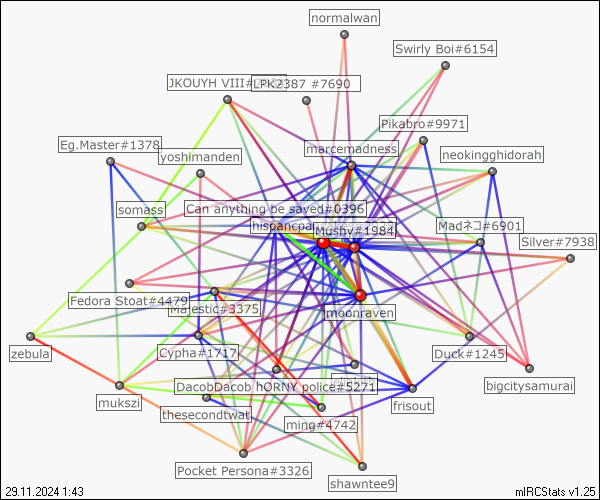 normalwan
Swirly Boi#6154
JKOUYH VIII#
LPK2387 #7690
Pikabro#9971
Eg.Master#1378
yoshimanden
marcemadness
neokingghidorah
somass
Can anything be saved#0396
hispancpa
Mushy#1984
Madネコ#6901
Silver#7938
Fedora Stoat#4479
Majestic#3375
moonraven
zebula
Cypha#1717
Duck#1245
DacobDacob hORNY police#5271
bigcitysamurai
mukszi
thesecondtwat
frisout
ming#4742
Pocket Persona#3326
shawntee9
29.11.2024 1:43
mIRCStats v1.25